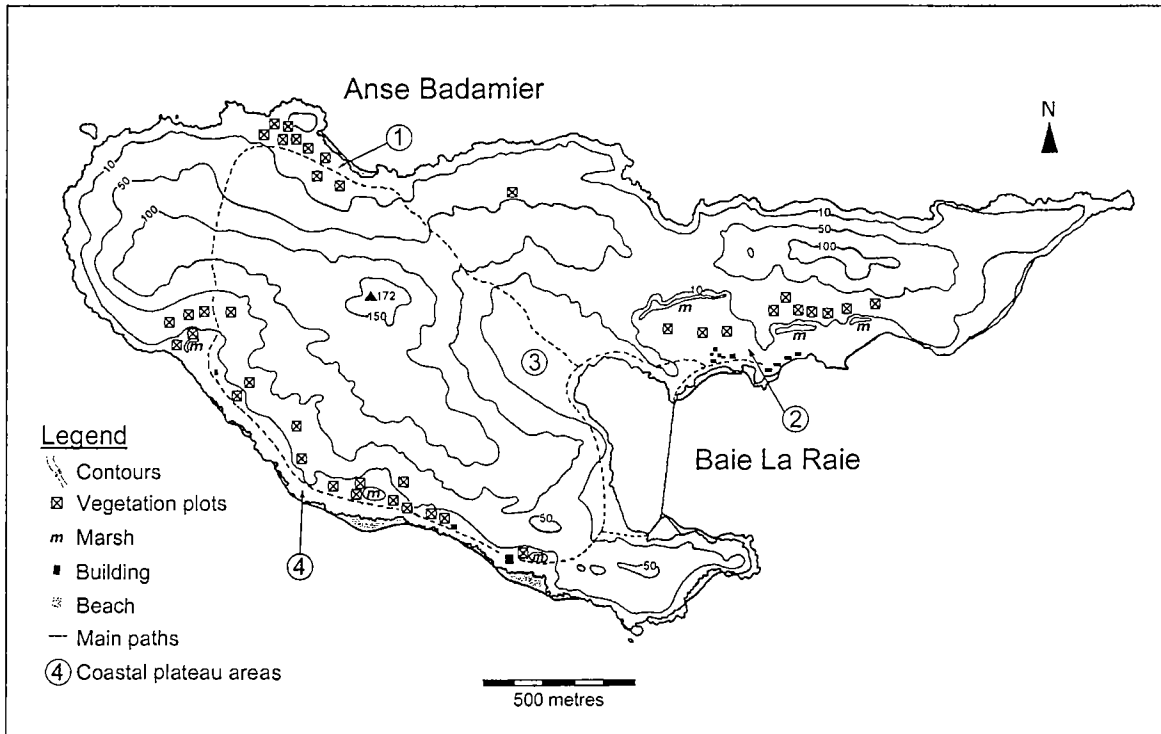 Anse Badamier
N
1
10
50
100
10
50
100
172
150
10
m
m
m
m
3
2
Baie La Raie
m
50
m
50
4
Legend
Contours
Vegetation plots
m Marsh
Building
Beach
Main paths
4 Coastal plateau areas
500 metres